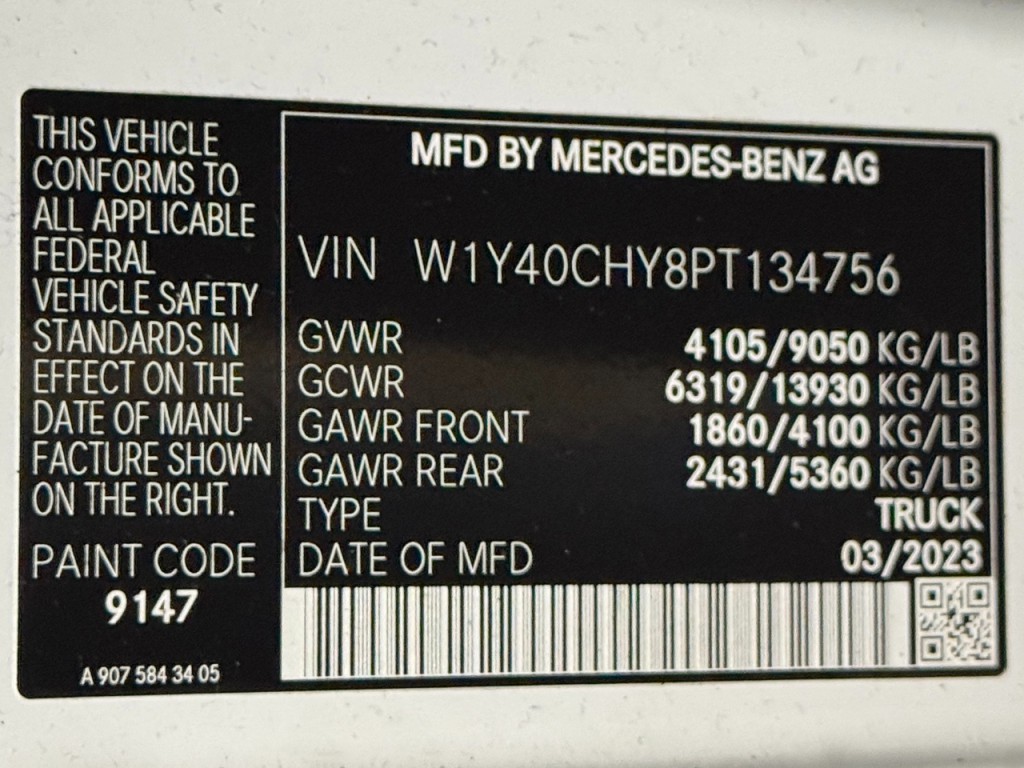 THIS VEHICLE
CONFORMS TO
ALL APPLICABLE
FEDERAL
VEHICLE SAFETY
STANDARDS IN
EFFECT ON THE
DATE OF MANU-
FACTURE SHOWN
ON THE RIGHT.
PAINT CODE
9147
A 907 584 34 05
MFD BY MERCEDES-BENZ AG
VIN W1Y40CHY8PT134756
GVWR 4105/9050 KG/LB
GCWR 6319/13930 KG/LB
GAWR FRONT 1860/4100 KG/LB
GAWR REAR 2431/5360 KG/LB
TYPE TRUCK
DATE OF MFD 03/2023